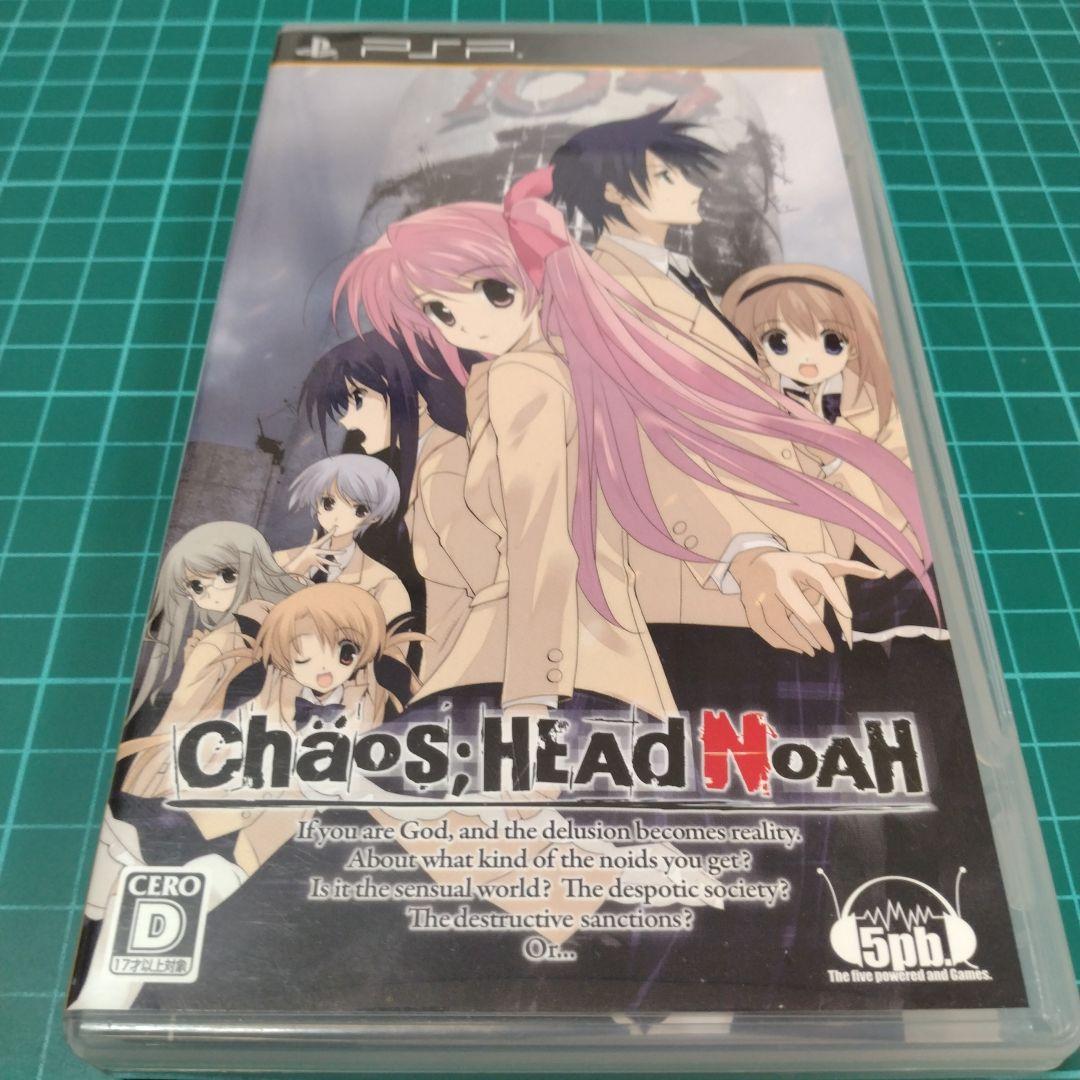 PSP
109
Chäos;HEAd NoAH
If you are God, and the delusion becomes reality.
About what kind of the noids you get?
Is it the sensual world? The despotic society?
The destructive sanctions?
Or...
CERO
D
17才以上対象
5pb.
The five powered and Games.